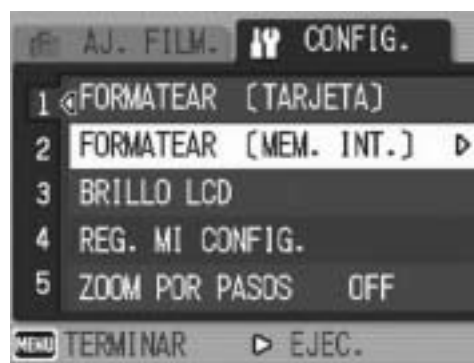 AJ. FILM. CONFIG.
1 FORMATEAR [TARJETA]
2 FORMATEAR [MEM. INT.]
3 BRILLO LCD
4 REG. MI CONFIG.
5 ZOOM POR PASOS OFF
MENU TERMINAR EJEC.